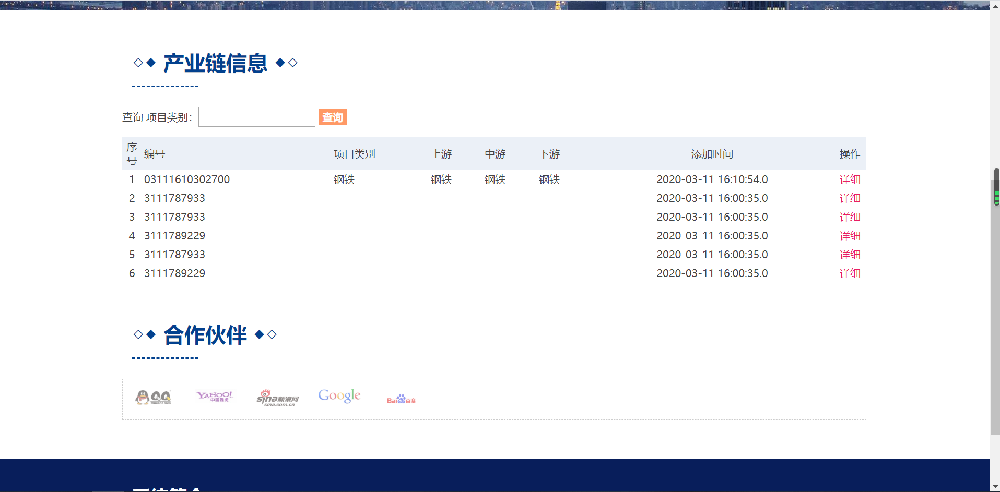 ◇◆ 产业链信息 ◆◇
查询 项目类别： 查询
序号 编号 项目类别 上游 中游 下游 添加时间 操作
1 03111610302700 钢铁 钢铁 钢铁 钢铁 2020-03-11 16:10:54.0 详细
2 3111787933 2020-03-11 16:00:35.0 详细
3 3111787933 2020-03-11 16:00:35.0 详细
4 3111789229 2020-03-11 16:00:35.0 详细
5 3111787933 2020-03-11 16:00:35.0 详细
6 3111789229 2020-03-11 16:00:35.0 详细
◇◆ 合作伙伴 ◆◇
QQ tencent.com YAHOO! 中国雅虎 sina新浪网 sina.com.cn Google Bai du 百度